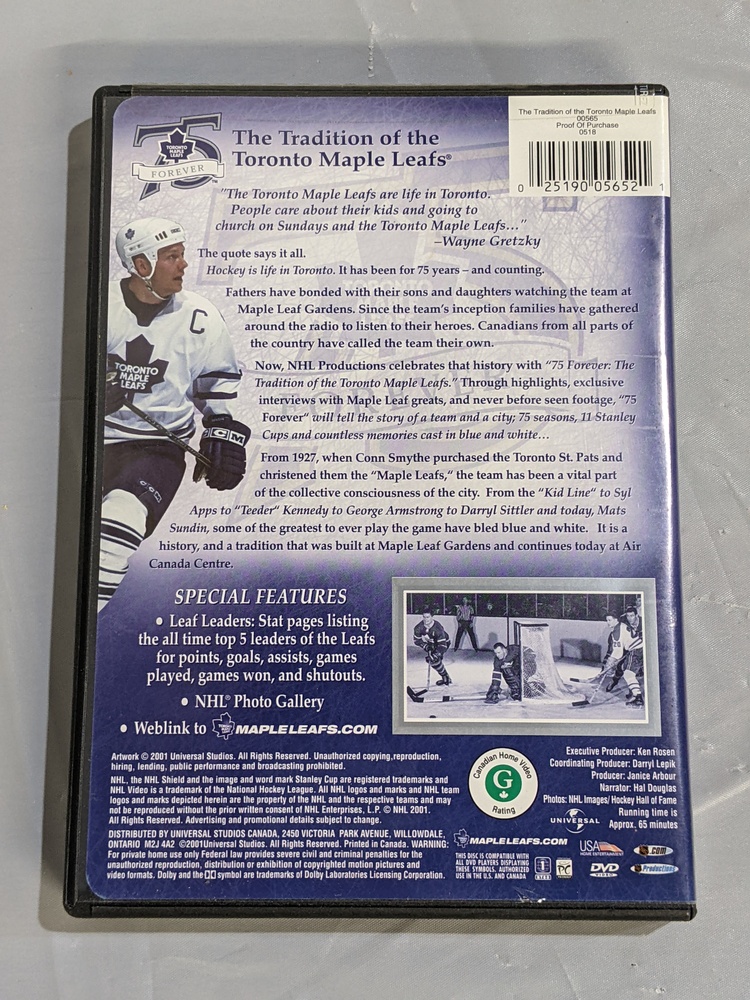 75
TORONTO
MAPLE
LEAFS
FOREVER
The Tradition of the
Toronto Maple Leafs®
The Tradition of the Toronto Maple Leafs
00565
Proof Of Purchase
0518
0 25190 05652 1
"The Toronto Maple Leafs are life in Toronto.
People care about their kids and going to
church on Sundays and the Toronto Maple Leafs..."
–Wayne Gretzky
The quote says it all.
Hockey is life in Toronto. It has been for 75 years – and counting.
Fathers have bonded with their sons and daughters watching the team at
Maple Leaf Gardens. Since the team's inception families have gathered
around the radio to listen to their heroes. Canadians from all parts of
the country have called the team their own.
Now, NHL Productions celebrates that history with "75 Forever: The
Tradition of the Toronto Maple Leafs." Through highlights, exclusive
interviews with Maple Leaf greats, and never before seen footage, "75
Forever" will tell the story of a team and a city; 75 seasons, 11 Stanley
Cups and countless memories cast in blue and white...
From 1927, when Conn Smythe purchased the Toronto St. Pats and
christened them the "Maple Leafs," the team has been a vital part
of the collective consciousness of the city. From the "Kid Line" to Syl
Apps to "Teeder" Kennedy to George Armstrong to Darryl Sittler and today, Mats
Sundin, some of the greatest to ever play the game have bled blue and white. It is a
history, and a tradition that was built at Maple Leaf Gardens and continues today at Air
Canada Centre.
C
TORONTO
MAPLE
LEAFS
CCM
SPECIAL FEATURES
• Leaf Leaders: Stat pages listing
the all time top 5 leaders of the Leafs
for points, goals, assists, games
played, games won, and shutouts.
• NHL® Photo Gallery
• Weblink to MAPLELEAFS.COM
Artwork © 2001 Universal Studios. All Rights Reserved. Unauthorized copying,reproduction,
hiring, lending, public performance and broadcasting prohibited.
NHL, the NHL Shield and the image and word mark Stanley Cup are registered trademarks and
NHL Video is a trademark of the National Hockey League. All NHL logos and marks and NHL team
logos and marks depicted herein are the property of the NHL and the respective teams and may
not be reproduced without the prior written consent of NHL Enterprises, L.P. © NHL 2001.
All Rights Reserved. Advertising and promotional details subject to change.
DISTRIBUTED BY UNIVERSAL STUDIOS CANADA, 2450 VICTORIA PARK AVENUE, WILLOWDALE,
ONTARIO M2J 4A2 ©2001Universal Studios. All Rights Reserved. Printed in Canada. WARNING:
For private home use only Federal law provides severe civil and criminal penalties for the
unauthorized reproduction, distribution or exhibition of copyrighted motion pictures and
video formats. Dolby and the symbol are trademarks of Dolby Laboratories Licensing Corporation.
Canadian Home Video
G
Rating
Executive Producer: Ken Rosen
Coordinating Producer: Darryl Lepik
Producer: Janice Arbour
Narrator: Hal Douglas
Photos: NHL Images/ Hockey Hall of Fame
Running time is
Approx. 65 minutes
UNIVERSAL
MAPLELEAFS.COM
THIS DISC IS COMPATIBLE WITH
ALL DVD PLAYERS DISPLAYING
THESE SYMBOLS. AUTHORIZED
USE IN THE U.S. AND CANADA
NTSC
PC
USA
HOME ENTERTAINMENT
DVD
VIDEO
.com
Productions